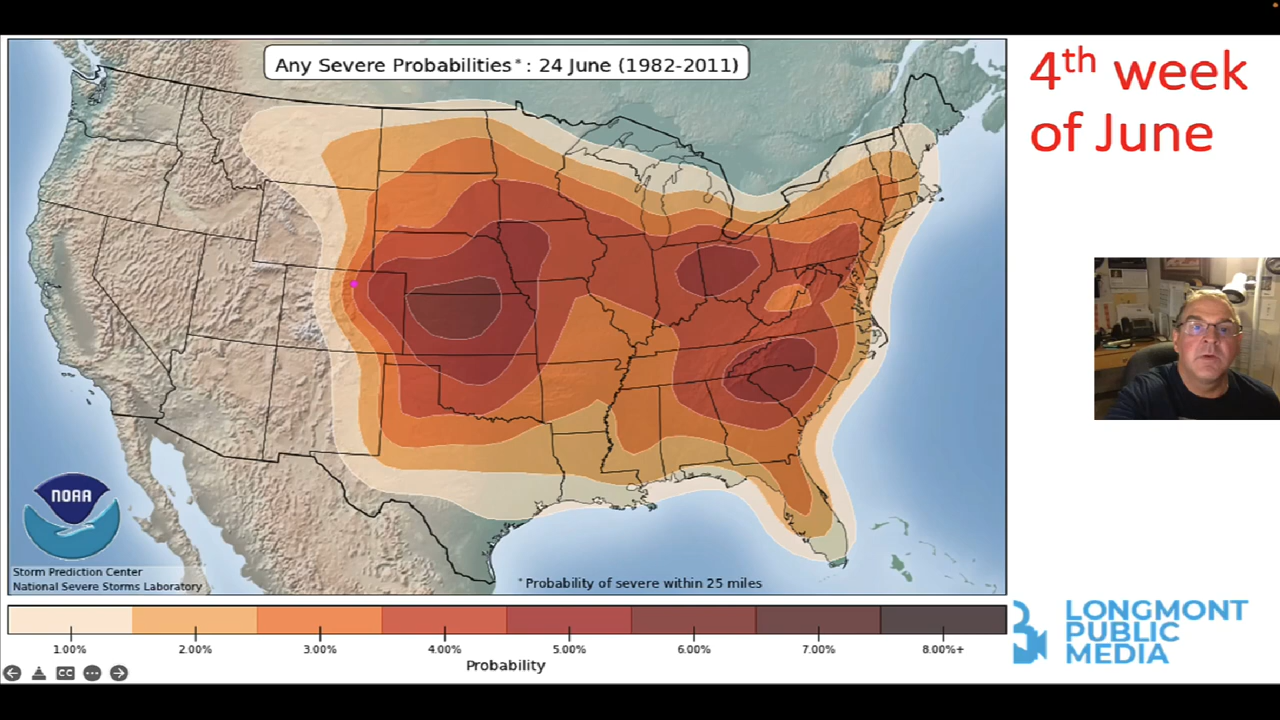 Any Severe Probabilities*: 24 June (1982-2011)
4th week
of June
NOAA
Storm Prediction Center
National Severe Storms Laboratory
*Probability of severe within 25 miles
1.00% 2.00% 3.00% 4.00% 5.00% 6.00% 7.00% 8.00%+
Probability
LONGMONT
PUBLIC
MEDIA
CC